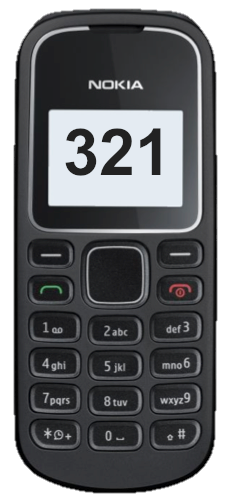 NOKIA
321
1 2abc def3
4ghi 5jkl mno6
7pqrs 8tuv wxyz9
*+ 0 #